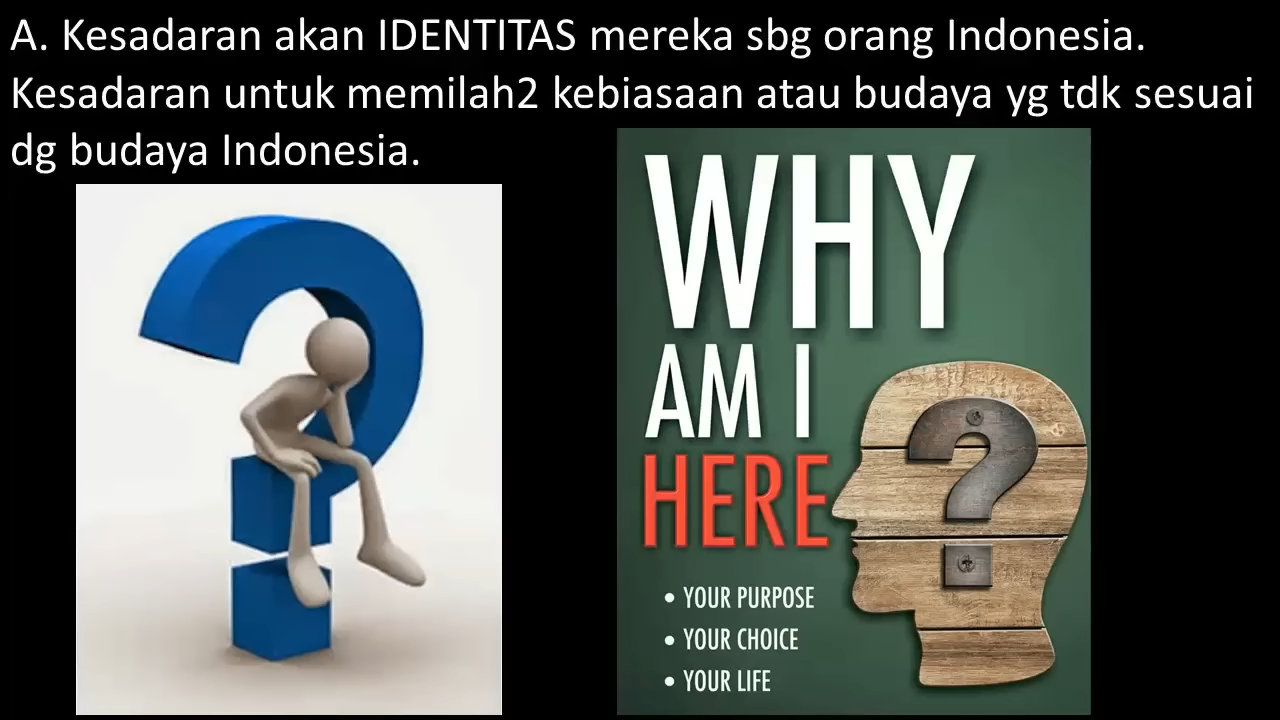 A. Kesadaran akan IDENTITAS mereka sbg orang Indonesia.
Kesadaran untuk memilah2 kebiasaan atau budaya yg tdk sesuai
dg budaya Indonesia.
WHY
AM I
HERE
• YOUR PURPOSE
• YOUR CHOICE
• YOUR LIFE